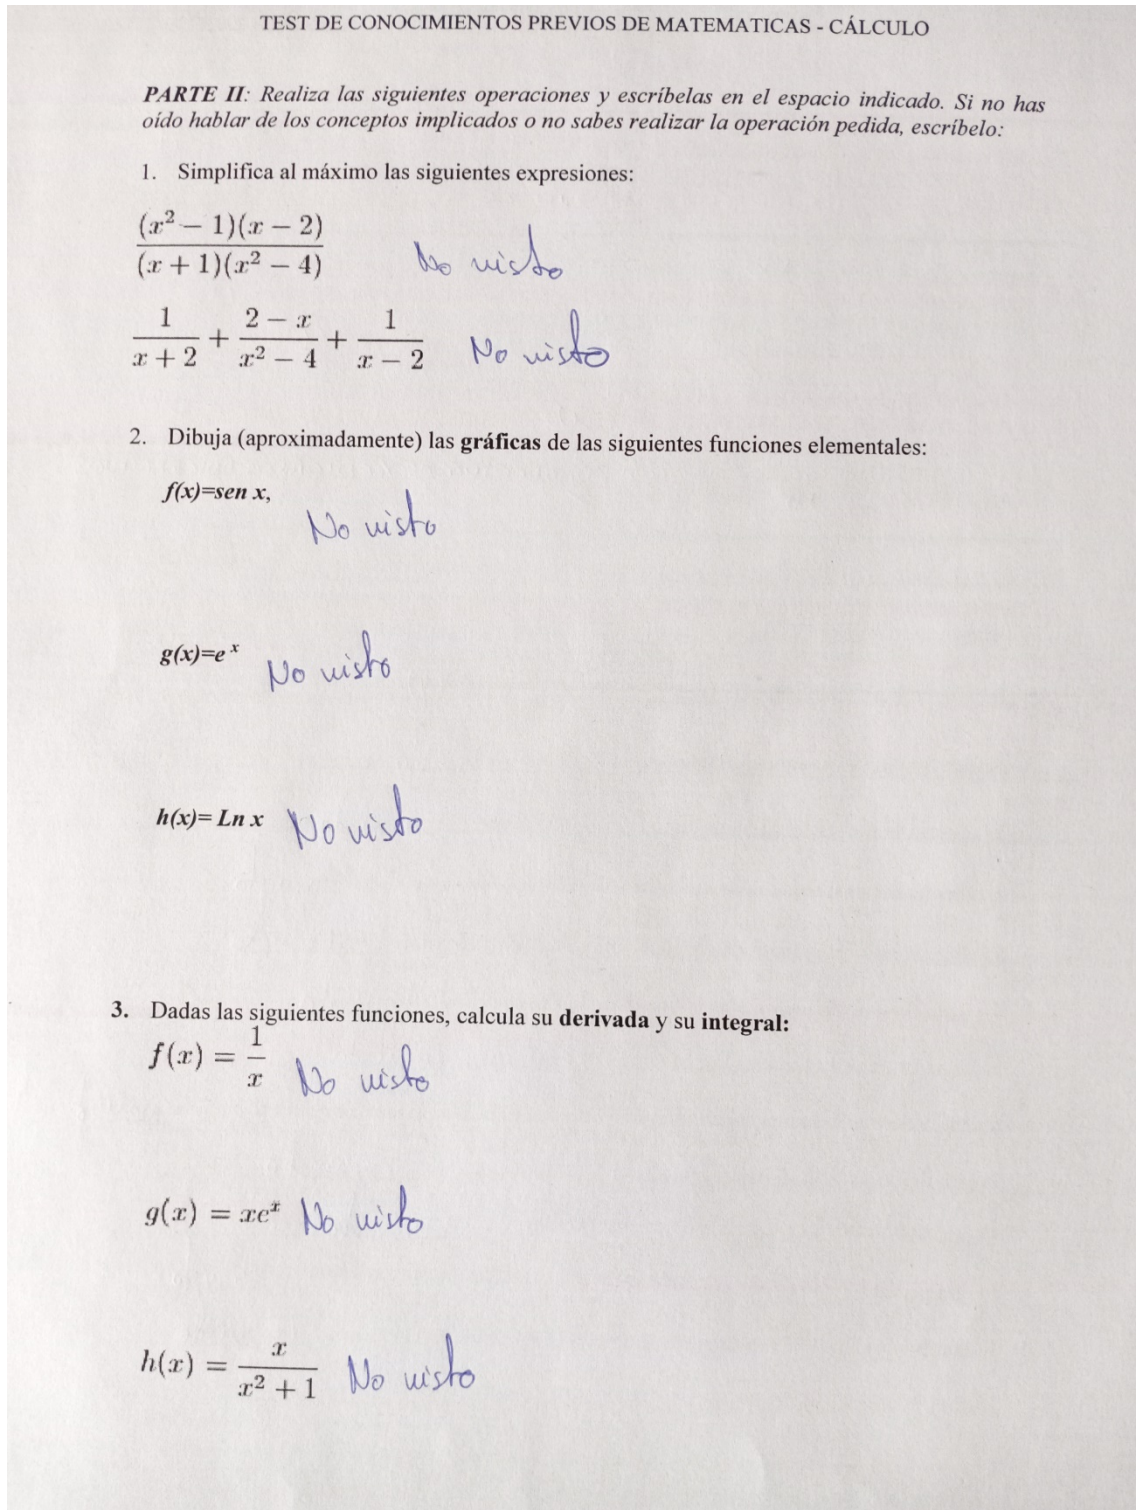 TEST DE CONOCIMIENTOS PREVIOS DE MATEMATICAS - CÁLCULO
PARTE II: Realiza las siguientes operaciones y escríbelas en el espacio indicado. Si no has
oído hablar de los conceptos implicados o no sabes realizar la operación pedida, escríbelo:
1. Simplifica al máximo las siguientes expresiones:
(x² − 1)(x − 2) / (x + 1)(x² − 4) No visto
1/(x + 2) + (2 − x)/(x² − 4) + 1/(x − 2) No visto
2. Dibuja (aproximadamente) las gráficas de las siguientes funciones elementales:
f(x)=sen x,
No visto
g(x)=e ˣ No visto
h(x)= Ln x No visto
3. Dadas las siguientes funciones, calcula su derivada y su integral:
f(x) = 1/x No visto
g(x) = xeˣ No visto
h(x) = x/(x² + 1) No visto